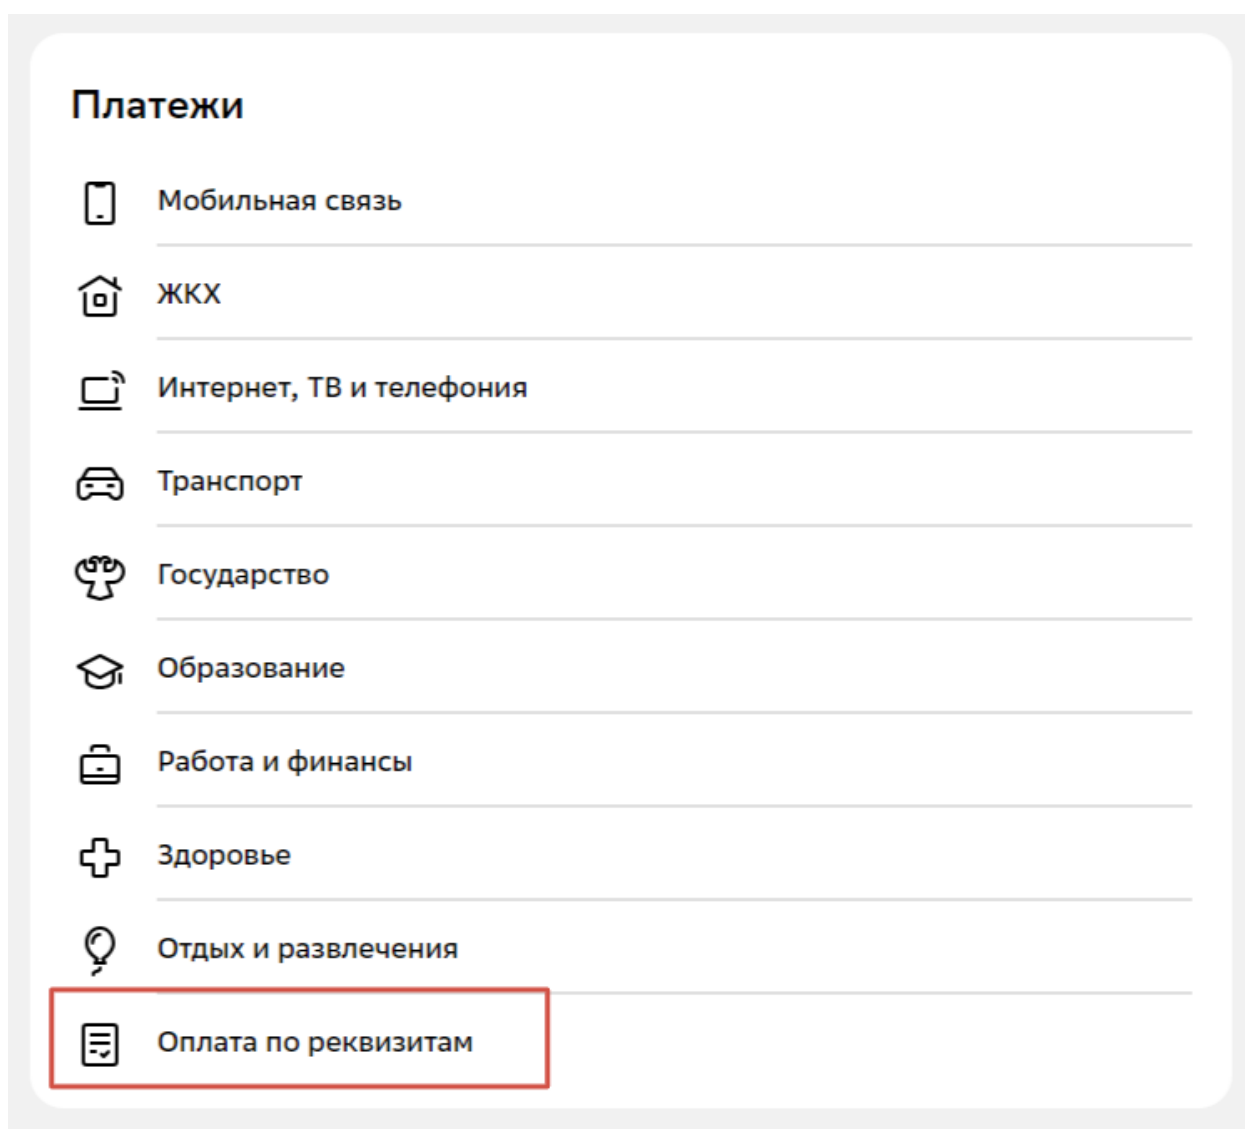 Платежи
Мобильная связь
ЖКХ
Интернет, ТВ и телефония
Транспорт
Государство
Образование
Работа и финансы
Здоровье
Отдых и развлечения
Оплата по реквизитам